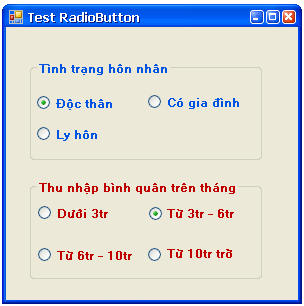 Test RadioButton
Tình trạng hôn nhân
Độc thân
Có gia đình
Ly hôn
Thu nhập bình quân trên tháng
Dưới 3tr
Từ 3tr - 6tr
Từ 6tr - 10tr
Từ 10tr trỡ